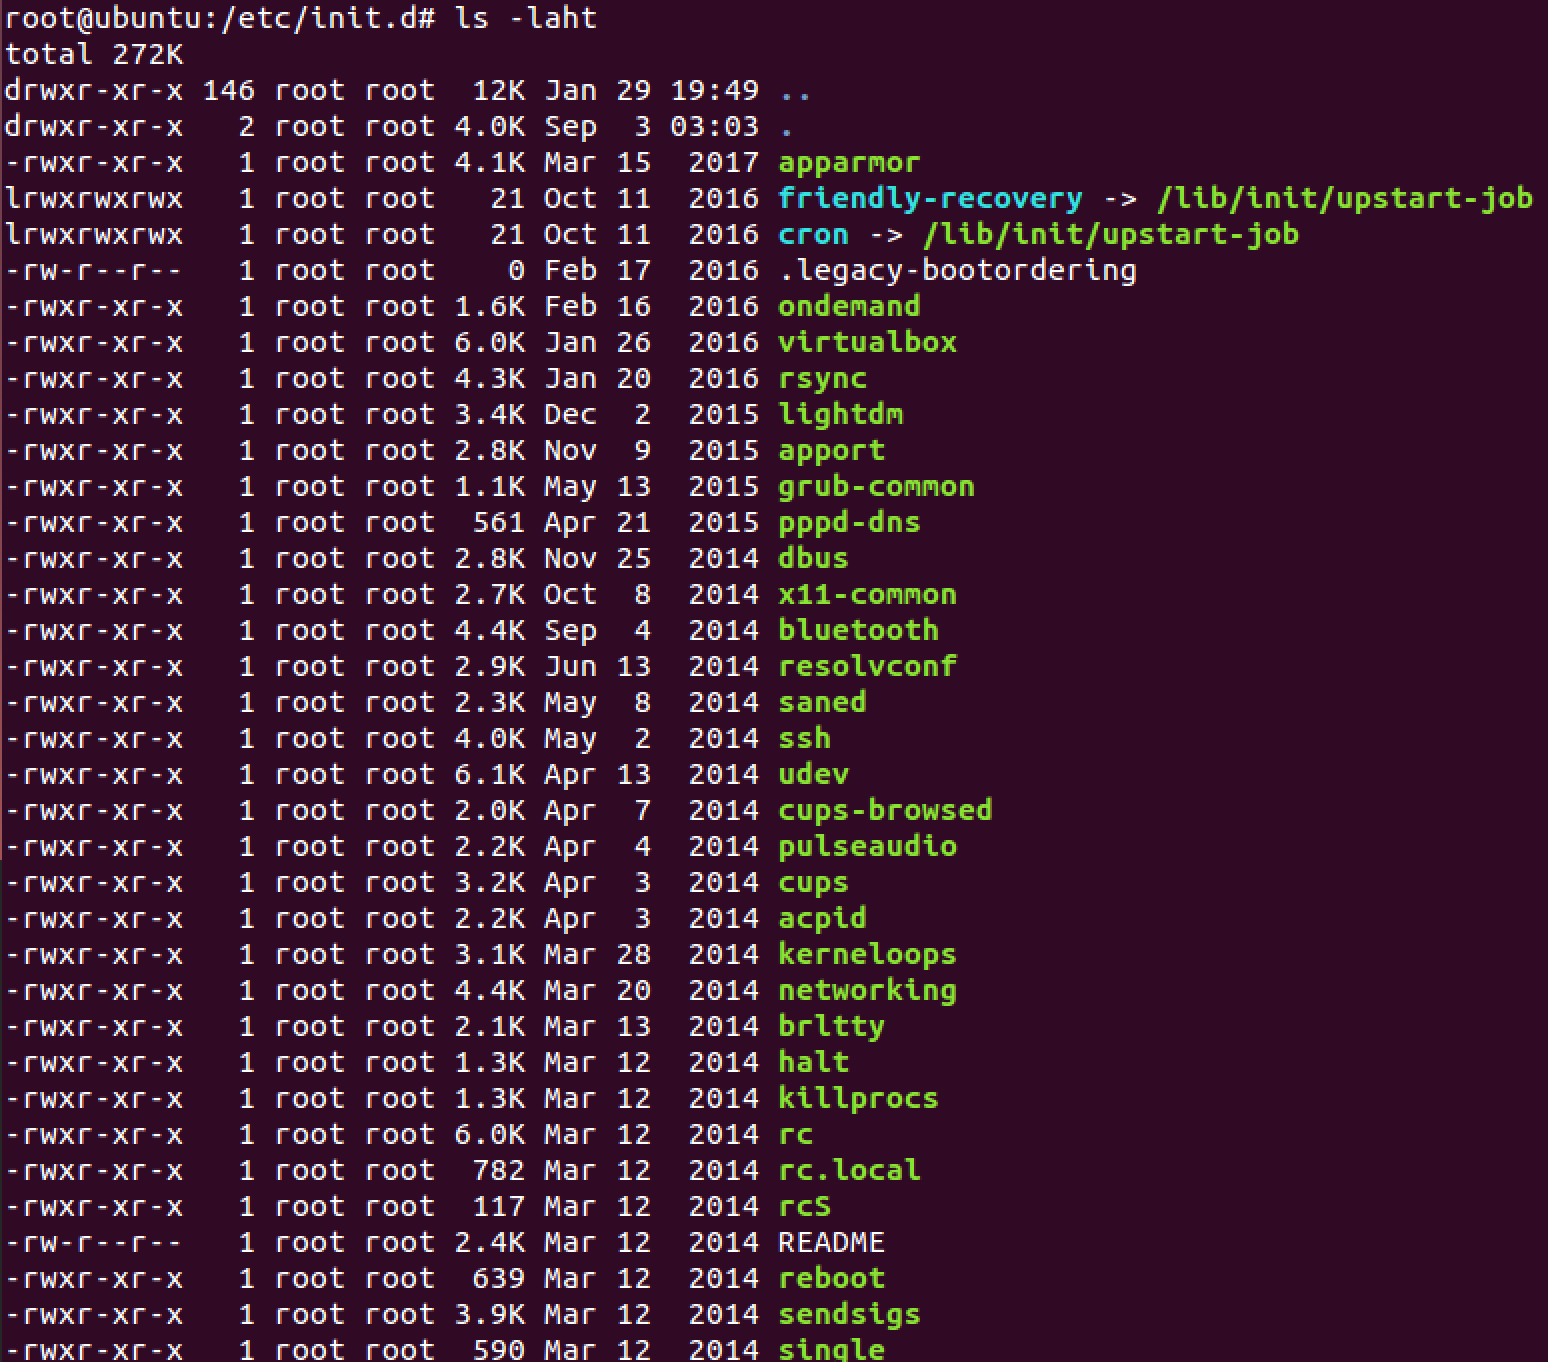 root@ubuntu:/etc/init.d# ls -laht
total 272K
drwxr-xr-x 146 root root  12K Jan 29 19:49 ..
drwxr-xr-x   2 root root 4.0K Sep  3 03:03 .
-rwxr-xr-x   1 root root 4.1K Mar 15  2017 apparmor
lrwxrwxrwx   1 root root   21 Oct 11  2016 friendly-recovery -> /lib/init/upstart-job
lrwxrwxrwx   1 root root   21 Oct 11  2016 cron -> /lib/init/upstart-job
-rw-r--r--   1 root root    0 Feb 17  2016 .legacy-bootordering
-rwxr-xr-x   1 root root 1.6K Feb 16  2016 ondemand
-rwxr-xr-x   1 root root 6.0K Jan 26  2016 virtualbox
-rwxr-xr-x   1 root root 4.3K Jan 20  2016 rsync
-rwxr-xr-x   1 root root 3.4K Dec  2  2015 lightdm
-rwxr-xr-x   1 root root 2.8K Nov  9  2015 apport
-rwxr-xr-x   1 root root 1.1K May 13  2015 grub-common
-rwxr-xr-x   1 root root  561 Apr 21  2015 pppd-dns
-rwxr-xr-x   1 root root 2.8K Nov 25  2014 dbus
-rwxr-xr-x   1 root root 2.7K Oct  8  2014 x11-common
-rwxr-xr-x   1 root root 4.4K Sep  4  2014 bluetooth
-rwxr-xr-x   1 root root 2.9K Jun 13  2014 resolvconf
-rwxr-xr-x   1 root root 2.3K May  8  2014 saned
-rwxr-xr-x   1 root root 4.0K May  2  2014 ssh
-rwxr-xr-x   1 root root 6.1K Apr 13  2014 udev
-rwxr-xr-x   1 root root 2.0K Apr  7  2014 cups-browsed
-rwxr-xr-x   1 root root 2.2K Apr  4  2014 pulseaudio
-rwxr-xr-x   1 root root 3.2K Apr  3  2014 cups
-rwxr-xr-x   1 root root 2.2K Apr  3  2014 acpid
-rwxr-xr-x   1 root root 3.1K Mar 28  2014 kerneloops
-rwxr-xr-x   1 root root 4.4K Mar 20  2014 networking
-rwxr-xr-x   1 root root 2.1K Mar 13  2014 brltty
-rwxr-xr-x   1 root root 1.3K Mar 12  2014 halt
-rwxr-xr-x   1 root root 1.3K Mar 12  2014 killprocs
-rwxr-xr-x   1 root root 6.0K Mar 12  2014 rc
-rwxr-xr-x   1 root root  782 Mar 12  2014 rc.local
-rwxr-xr-x   1 root root  117 Mar 12  2014 rcS
-rw-r--r--   1 root root 2.4K Mar 12  2014 README
-rwxr-xr-x   1 root root  639 Mar 12  2014 reboot
-rwxr-xr-x   1 root root 3.9K Mar 12  2014 sendsigs
-rwxr-xr-x   1 root root  590 Mar 12  2014 single